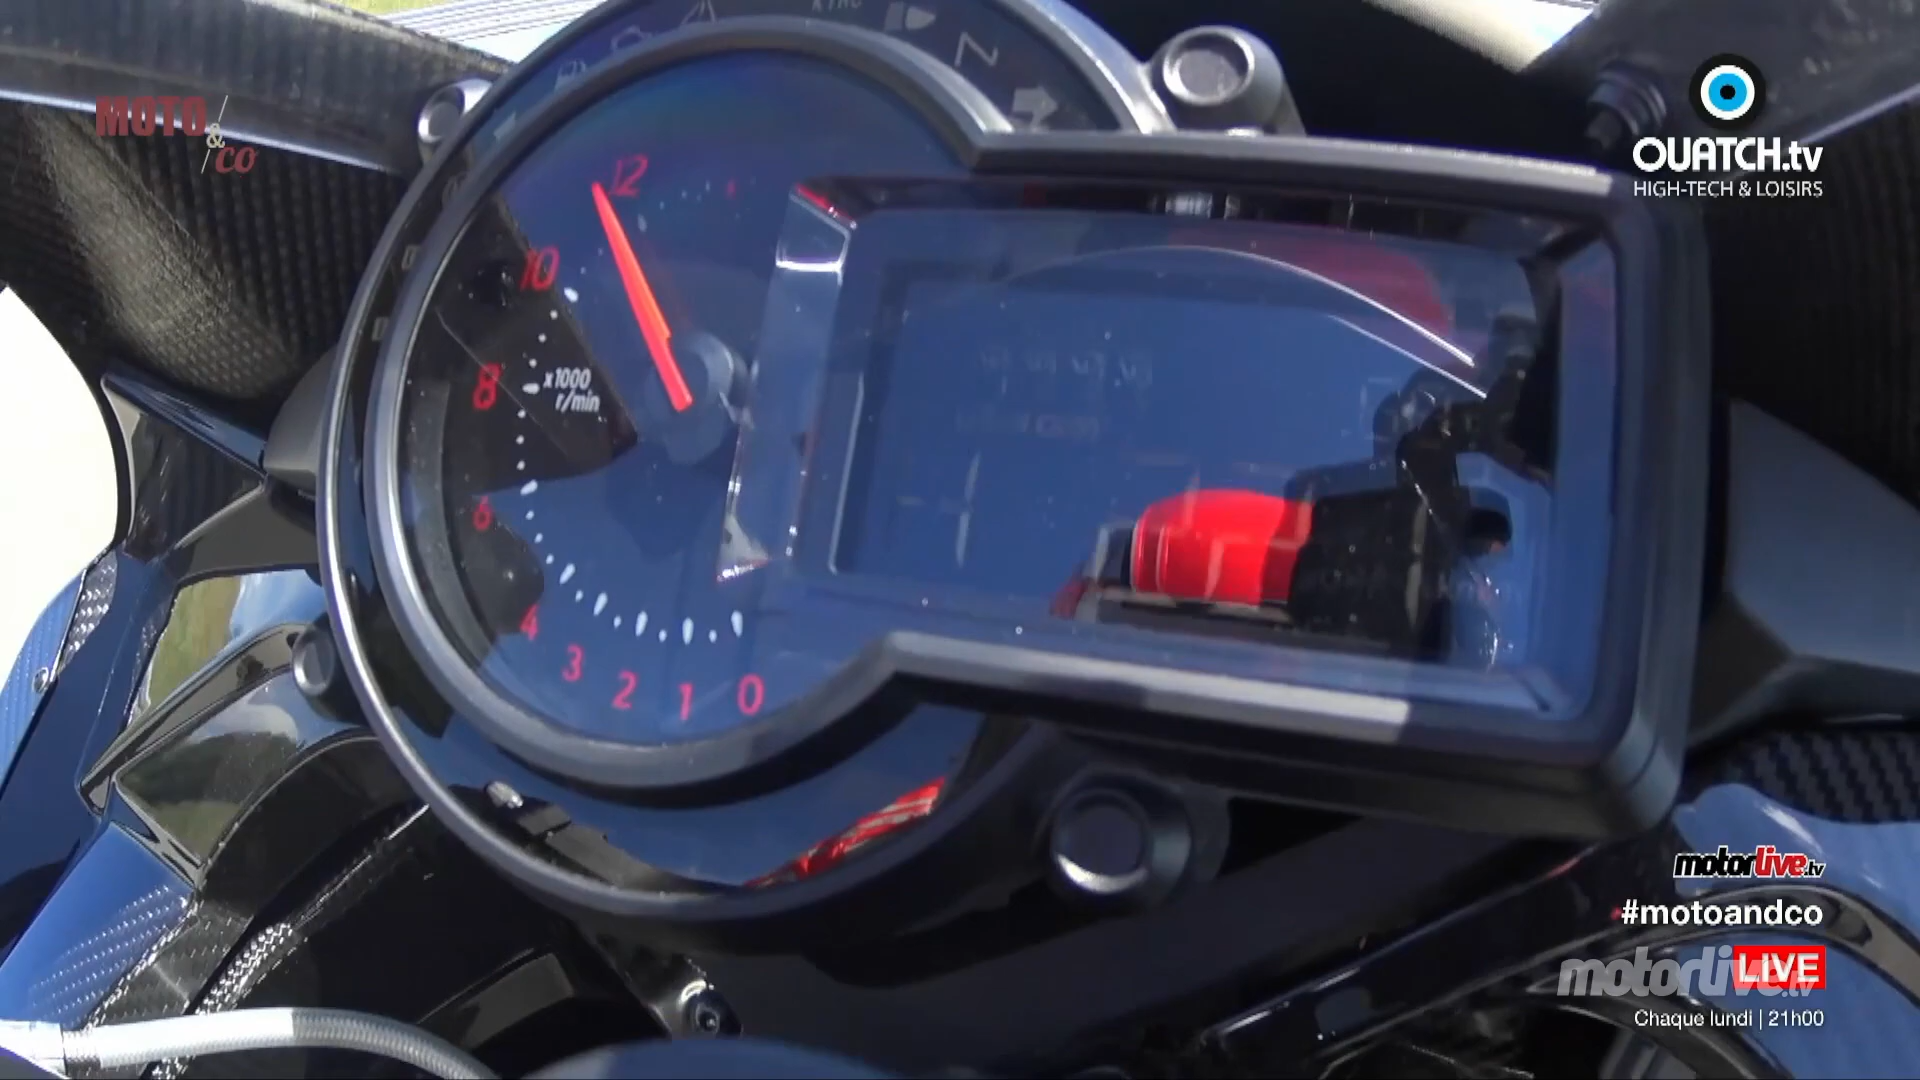 MOTO
&
co
OUATCH.tv
HIGH-TECH & LOISIRS
12
10
8
x1000
r/min
6
4
3
2
1
0
motorlive.tv
#motoandco
motorlive.tv
LIVE
Chaque lundi | 21h00